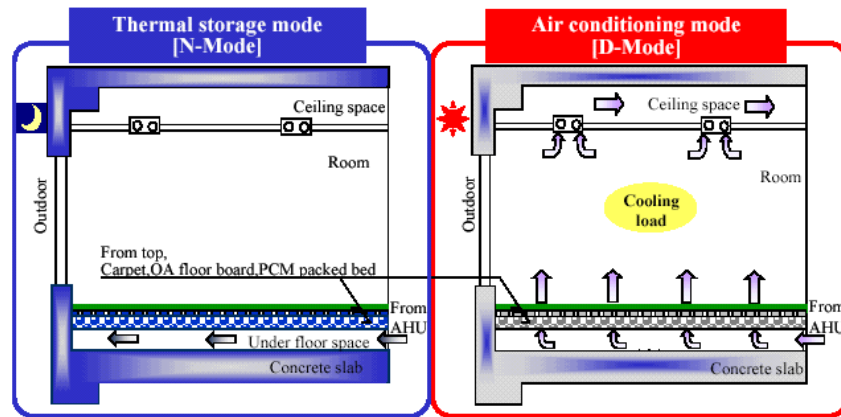 Thermal storage mode
[N-Mode]
Ceiling space
Room
Outdoor
From top,
Carpet,OA floor board,PCM packed bed
From
AHU
Under floor space
Concrete slab
Air conditioning mode
[D-Mode]
Ceiling space
Room
Outdoor
Cooling
load
From
AHU
Concrete slab